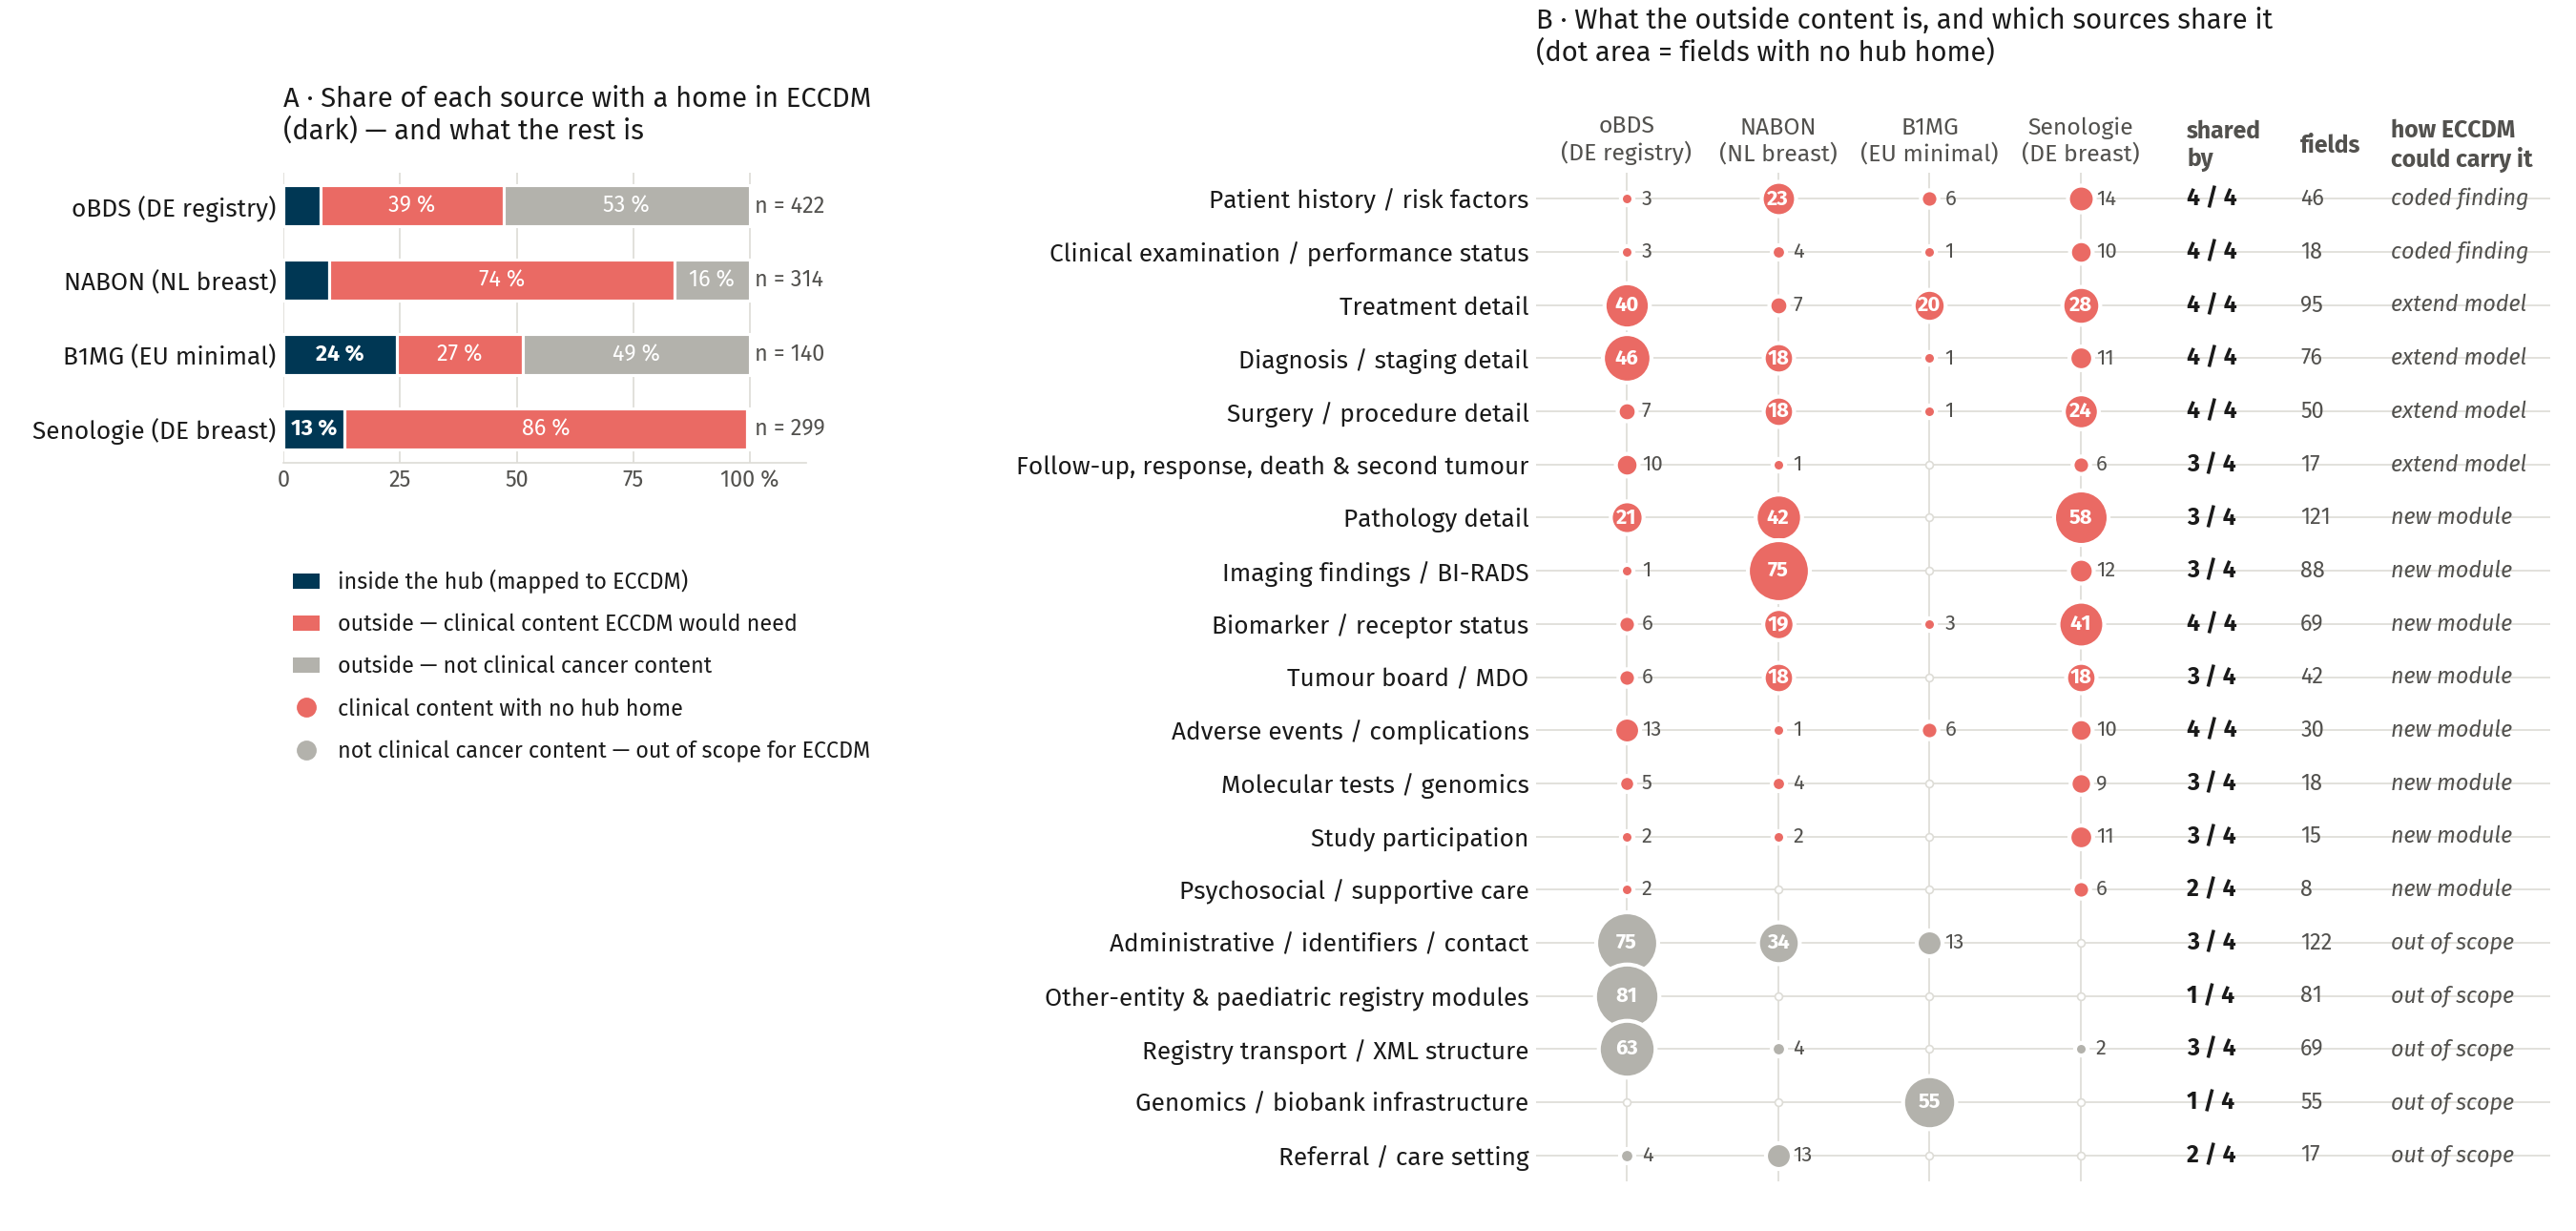 A · Share of each source with a home in ECCDM
(dark) — and what the rest is
oBDS (DE registry) 39 % 53 % n = 422
NABON (NL breast) 74 % 16 % n = 314
B1MG (EU minimal) 24 % 27 % 49 % n = 140
Senologie (DE breast) 13 % 86 % n = 299
0 25 50 75 100 %
inside the hub (mapped to ECCDM)
outside — clinical content ECCDM would need
outside — not clinical cancer content
clinical content with no hub home
not clinical cancer content — out of scope for ECCDM
B · What the outside content is, and which sources share it
(dot area = fields with no hub home)
oBDS NABON B1MG Senologie shared fields how ECCDM
(DE registry) (NL breast) (EU minimal) (DE breast) by could carry it
Patient history / risk factors 3 23 6 14 4 / 4 46 coded finding
Clinical examination / performance status 3 4 1 10 4 / 4 18 coded finding
Treatment detail 40 7 20 28 4 / 4 95 extend model
Diagnosis / staging detail 46 18 1 11 4 / 4 76 extend model
Surgery / procedure detail 7 18 1 24 4 / 4 50 extend model
Follow-up, response, death & second tumour 10 1 6 3 / 4 17 extend model
Pathology detail 21 42 58 3 / 4 121 new module
Imaging findings / BI-RADS 1 75 12 3 / 4 88 new module
Biomarker / receptor status 6 19 3 41 4 / 4 69 new module
Tumour board / MDO 6 18 18 3 / 4 42 new module
Adverse events / complications 13 1 6 10 4 / 4 30 new module
Molecular tests / genomics 5 4 9 3 / 4 18 new module
Study participation 2 2 11 3 / 4 15 new module
Psychosocial / supportive care 2 6 2 / 4 8 new module
Administrative / identifiers / contact 75 34 13 3 / 4 122 out of scope
Other-entity & paediatric registry modules 81 1 / 4 81 out of scope
Registry transport / XML structure 63 4 2 3 / 4 69 out of scope
Genomics / biobank infrastructure 55 1 / 4 55 out of scope
Referral / care setting 4 13 2 / 4 17 out of scope